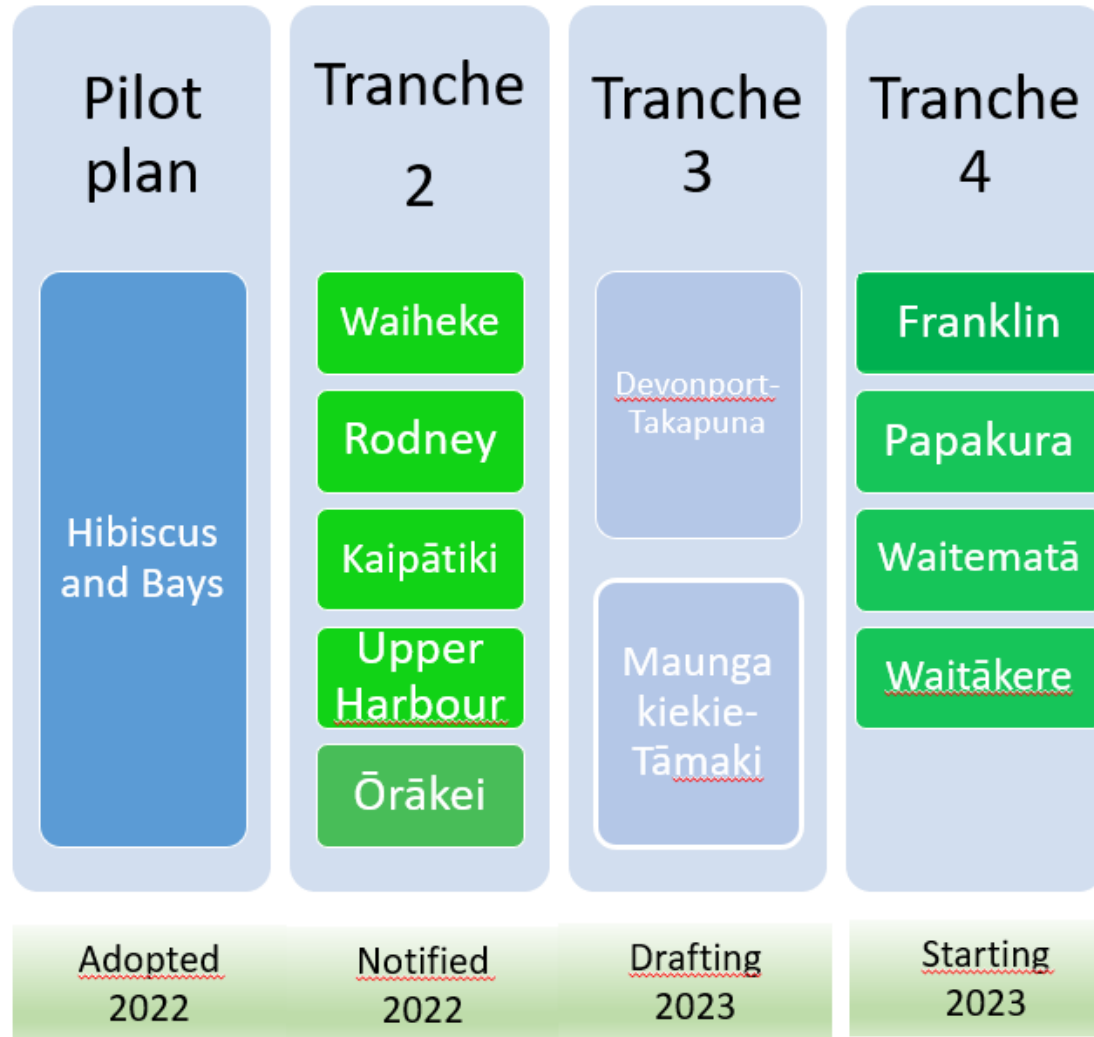 Pilot
plan
Hibiscus
and Bays
Adopted
2022
Tranche
2
Waiheke
Rodney
Kaipātiki
Upper
Harbour
Ōrākei
Notified
2022
Tranche
3
Devonport-
Takapuna
Maunga
kiekie-
Tāmaki
Drafting
2023
Tranche
4
Franklin
Papakura
Waitematā
Waitākere
Starting
2023